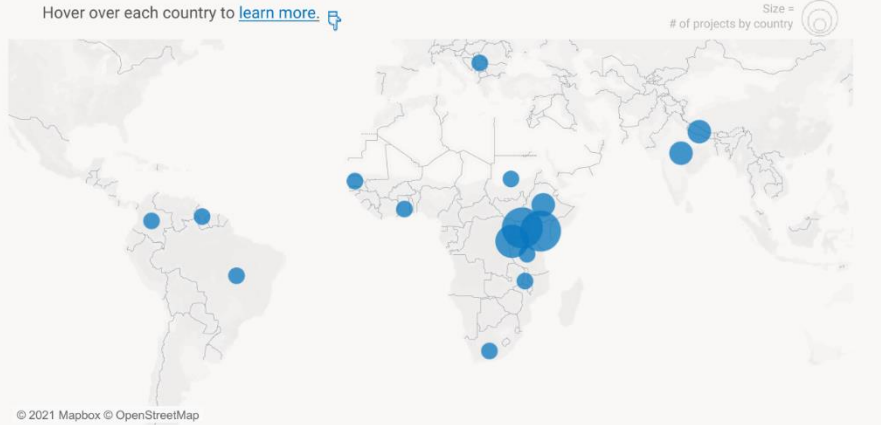 Hover over each country to learn more.
Size =
# of projects by country
© 2021 Mapbox © OpenStreetMap